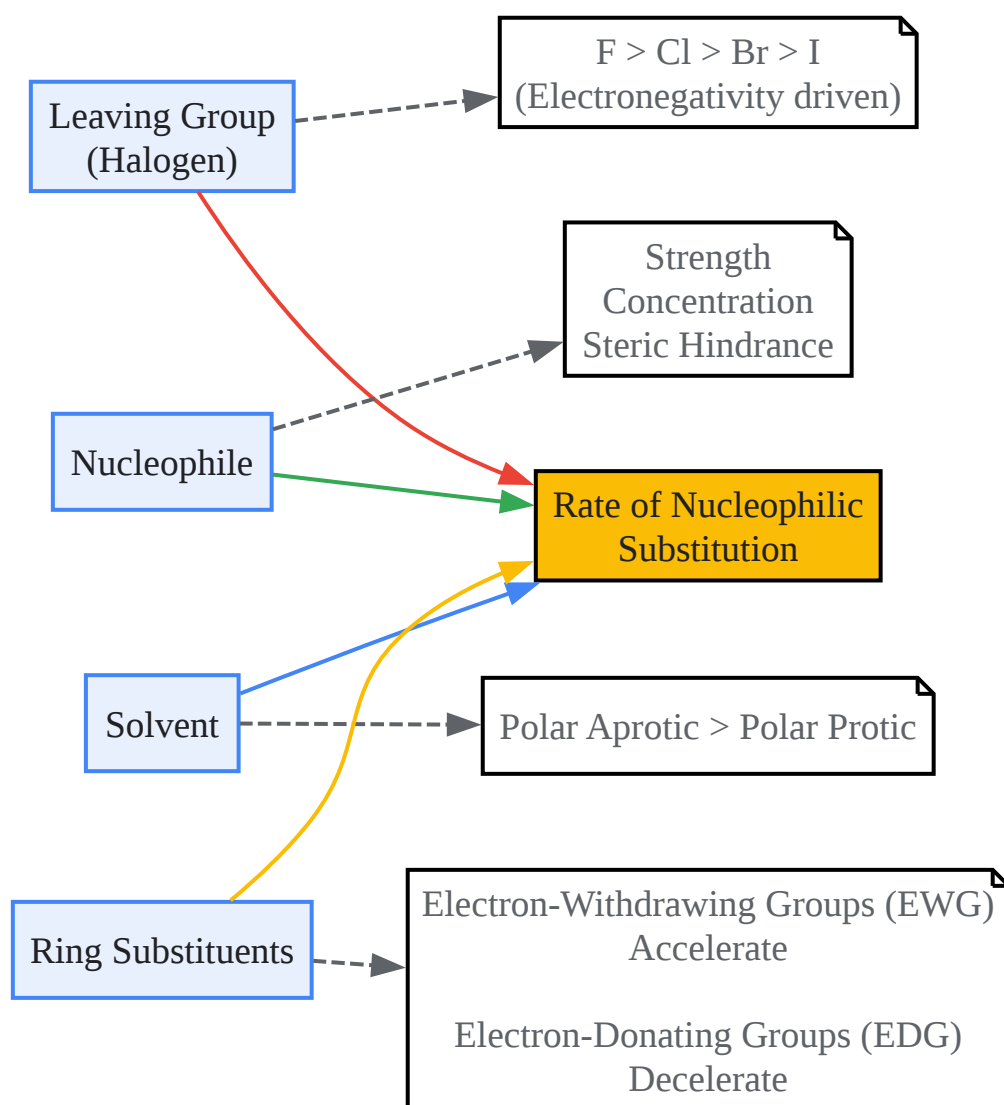 F > Cl > Br > I
(Electronegativity driven)
Leaving Group
(Halogen)
Strength
Concentration
Steric Hindrance
Nucleophile
Rate of Nucleophilic
Substitution
Solvent
Polar Aprotic > Polar Protic
Ring Substituents
Electron-Withdrawing Groups (EWG)
Accelerate
Electron-Donating Groups (EDG)
Decelerate